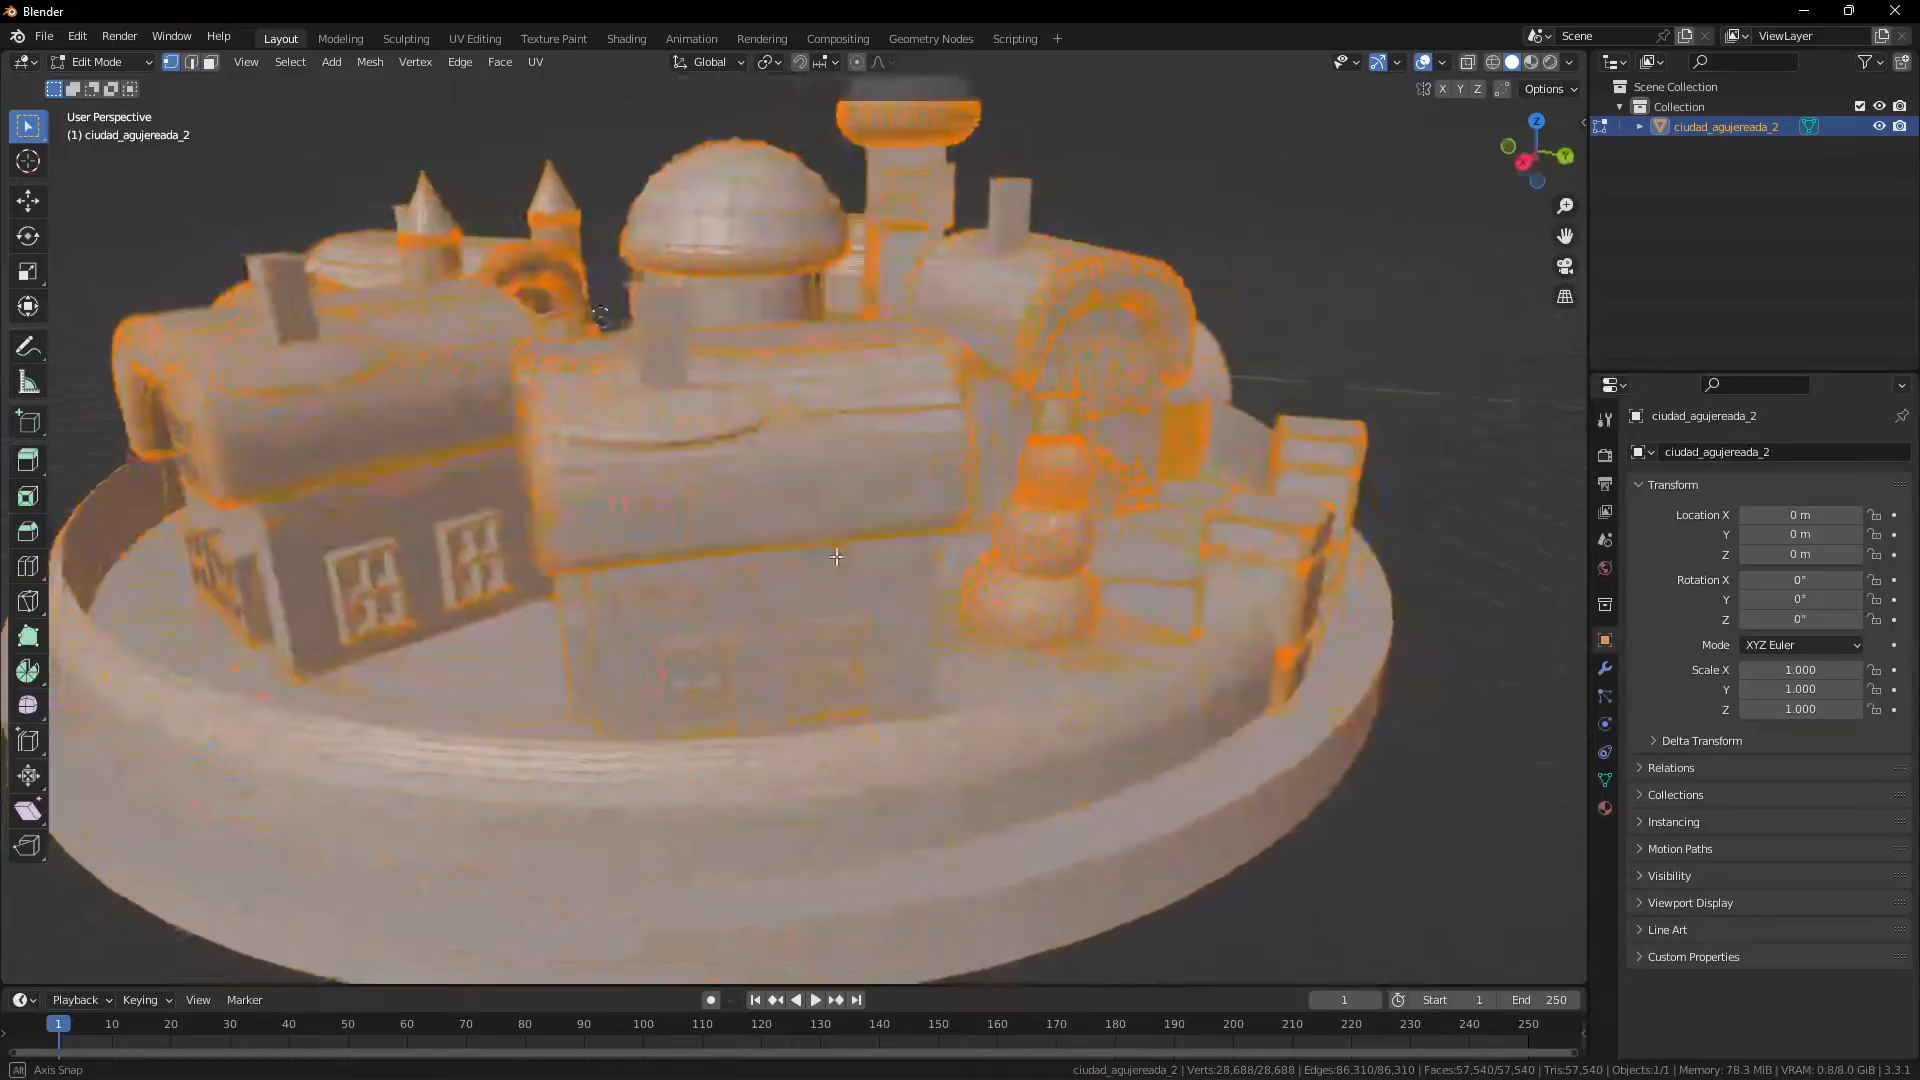 Blender
File Edit Render Window Help
Layout Modeling Sculpting UV Editing Texture Paint Shading Animation Rendering Compositing Geometry Nodes Scripting +
Scene
ViewLayer
Edit Mode
View Select Add Mesh Vertex Edge Face UV
Global
X Y Z
Options
User Perspective
(1) ciudad_agujereada_2
Z
Y
X
Scene Collection
Collection
ciudad_agujereada_2
ciudad_agujereada_2
ciudad_agujereada_2
Transform
Location X 0 m
Y 0 m
Z 0 m
Rotation X 0°
Y 0°
Z 0°
Mode XYZ Euler
Scale X 1.000
Y 1.000
Z 1.000
Delta Transform
Relations
Collections
Instancing
Motion Paths
Visibility
Viewport Display
Line Art
Custom Properties
Playback Keying View Marker
1
Start 1
End 250
1 10 20 30 40 50 60 70 80 90 100 110 120 130 140 150 160 170 180 190 200 210 220 230 240 250
Alt Axis Snap
ciudad_agujereada_2 | Verts:28,688/28,688 | Edges:86,310/86,310 | Faces:57,540/57,540 | Tris:57,540 | Objects:1/1 | Memory: 78.3 MiB | VRAM: 0.8/8.0 GiB | 3.3.1